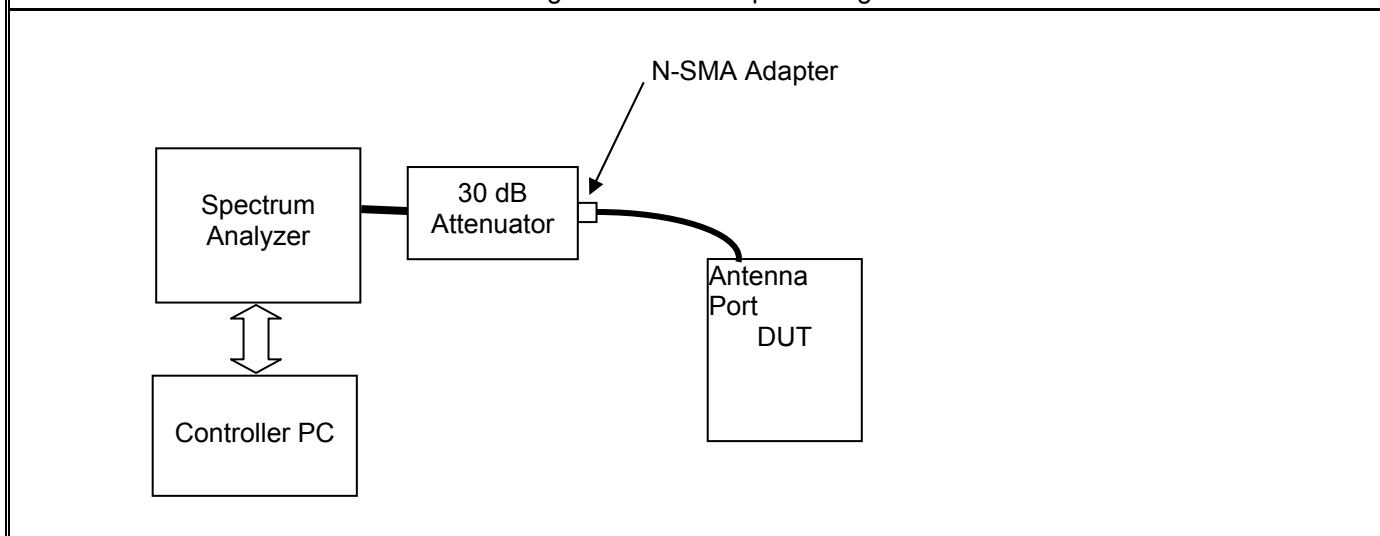 N-SMA Adapter
Spectrum
Analyzer
30 dB
Attenuator
Antenna
Port
DUT
Controller PC